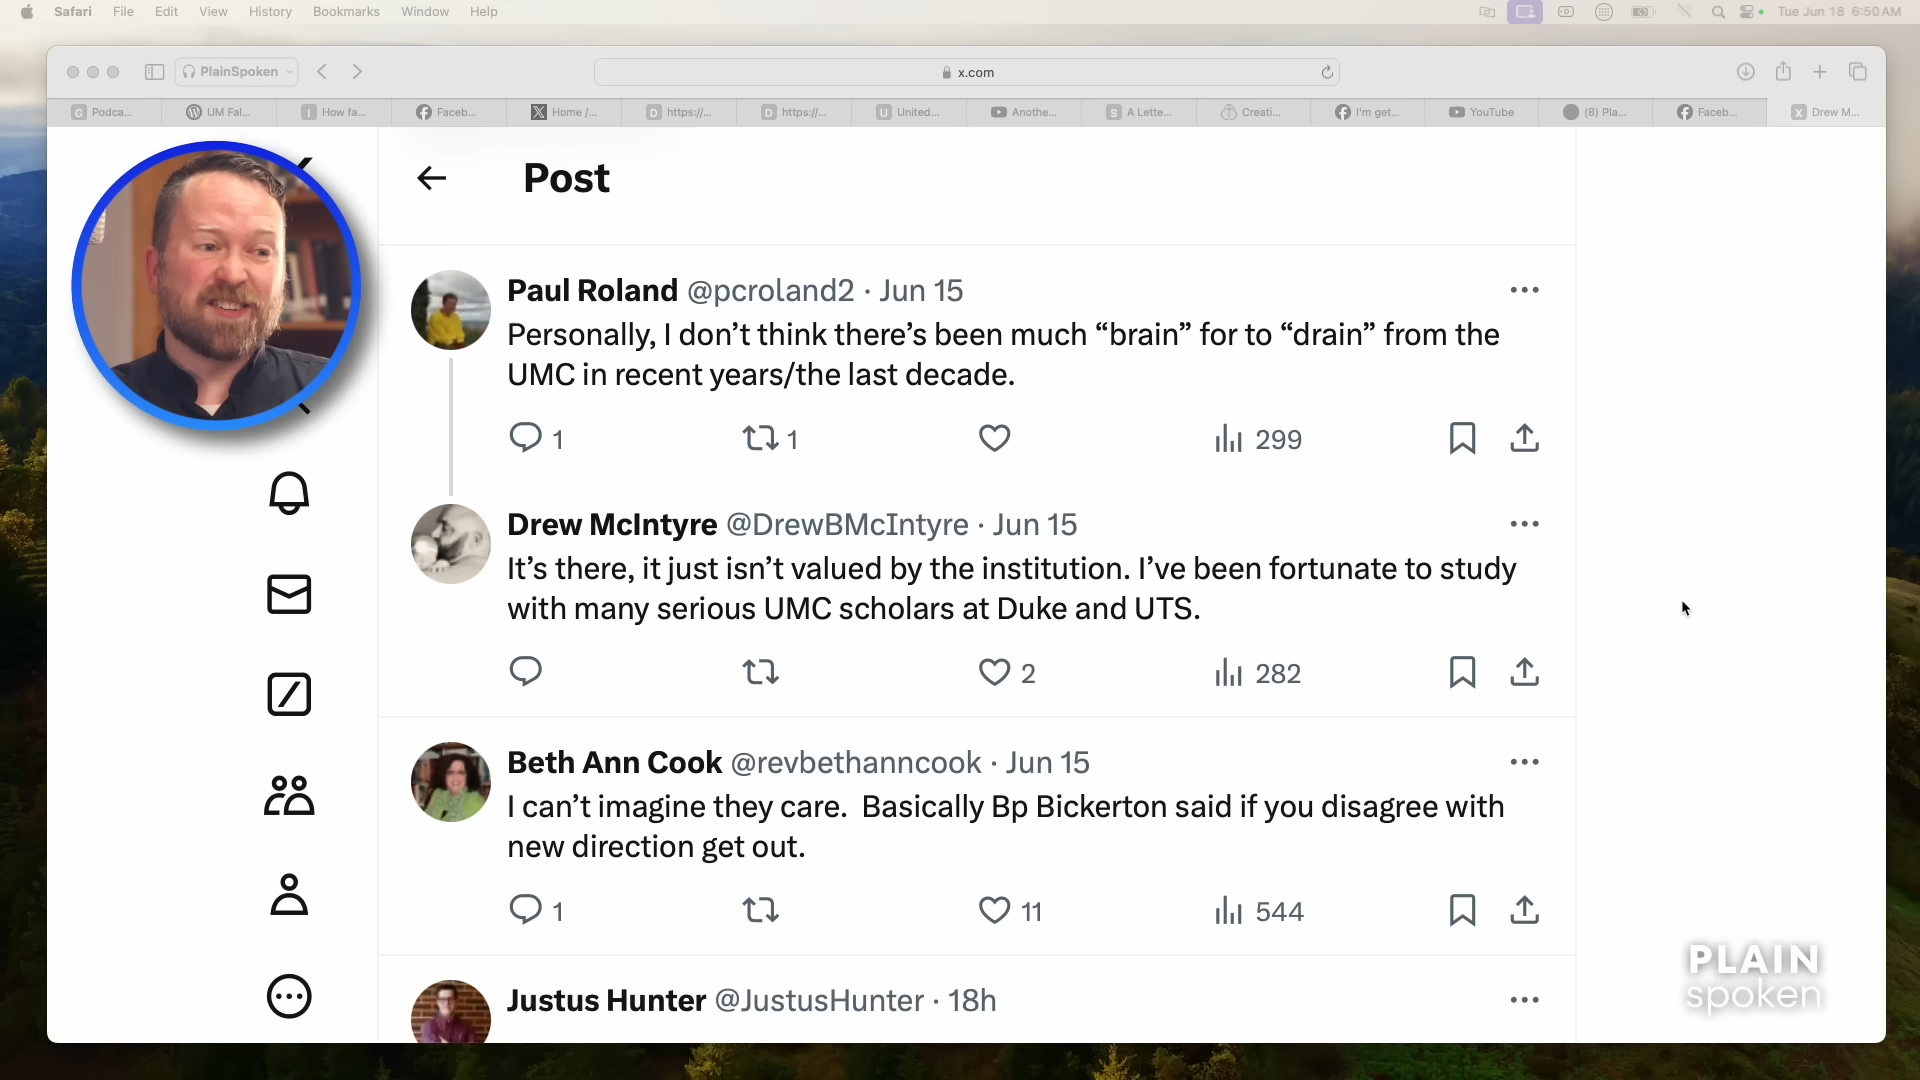 Safari File Edit View History Bookmarks Window Help Tue Jun 18 6:50 AM
PlainSpoken x.com
Podca... UM Fal... How fa... Faceb... Home /... https:/... https:/... United... Anothe... A Lette... Creati... I'm get... YouTube (8) Pla... Faceb... Drew M...
Post
Paul Roland @pcroland2 · Jun 15
Personally, I don’t think there’s been much “brain” for to “drain” from the
UMC in recent years/the last decade.
1 1 299
Drew McIntyre @DrewBMcIntyre · Jun 15
It’s there, it just isn’t valued by the institution. I’ve been fortunate to study
with many serious UMC scholars at Duke and UTS.
2 282
Beth Ann Cook @revbethanncook · Jun 15
I can’t imagine they care.  Basically Bp Bickerton said if you disagree with
new direction get out.
1 11 544
Justus Hunter @JustusHunter · 18h
PLAIN
spoken